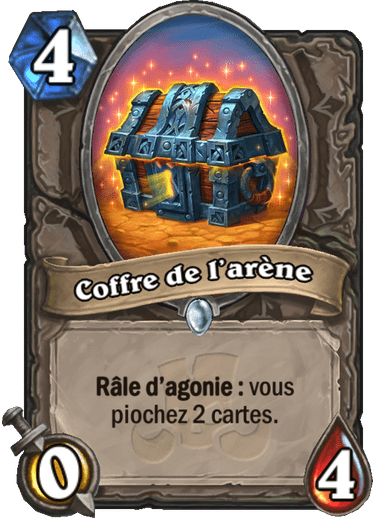 4
Coffre de l'arène
Râle d'agonie : vous
piochez 2 cartes.
0
4